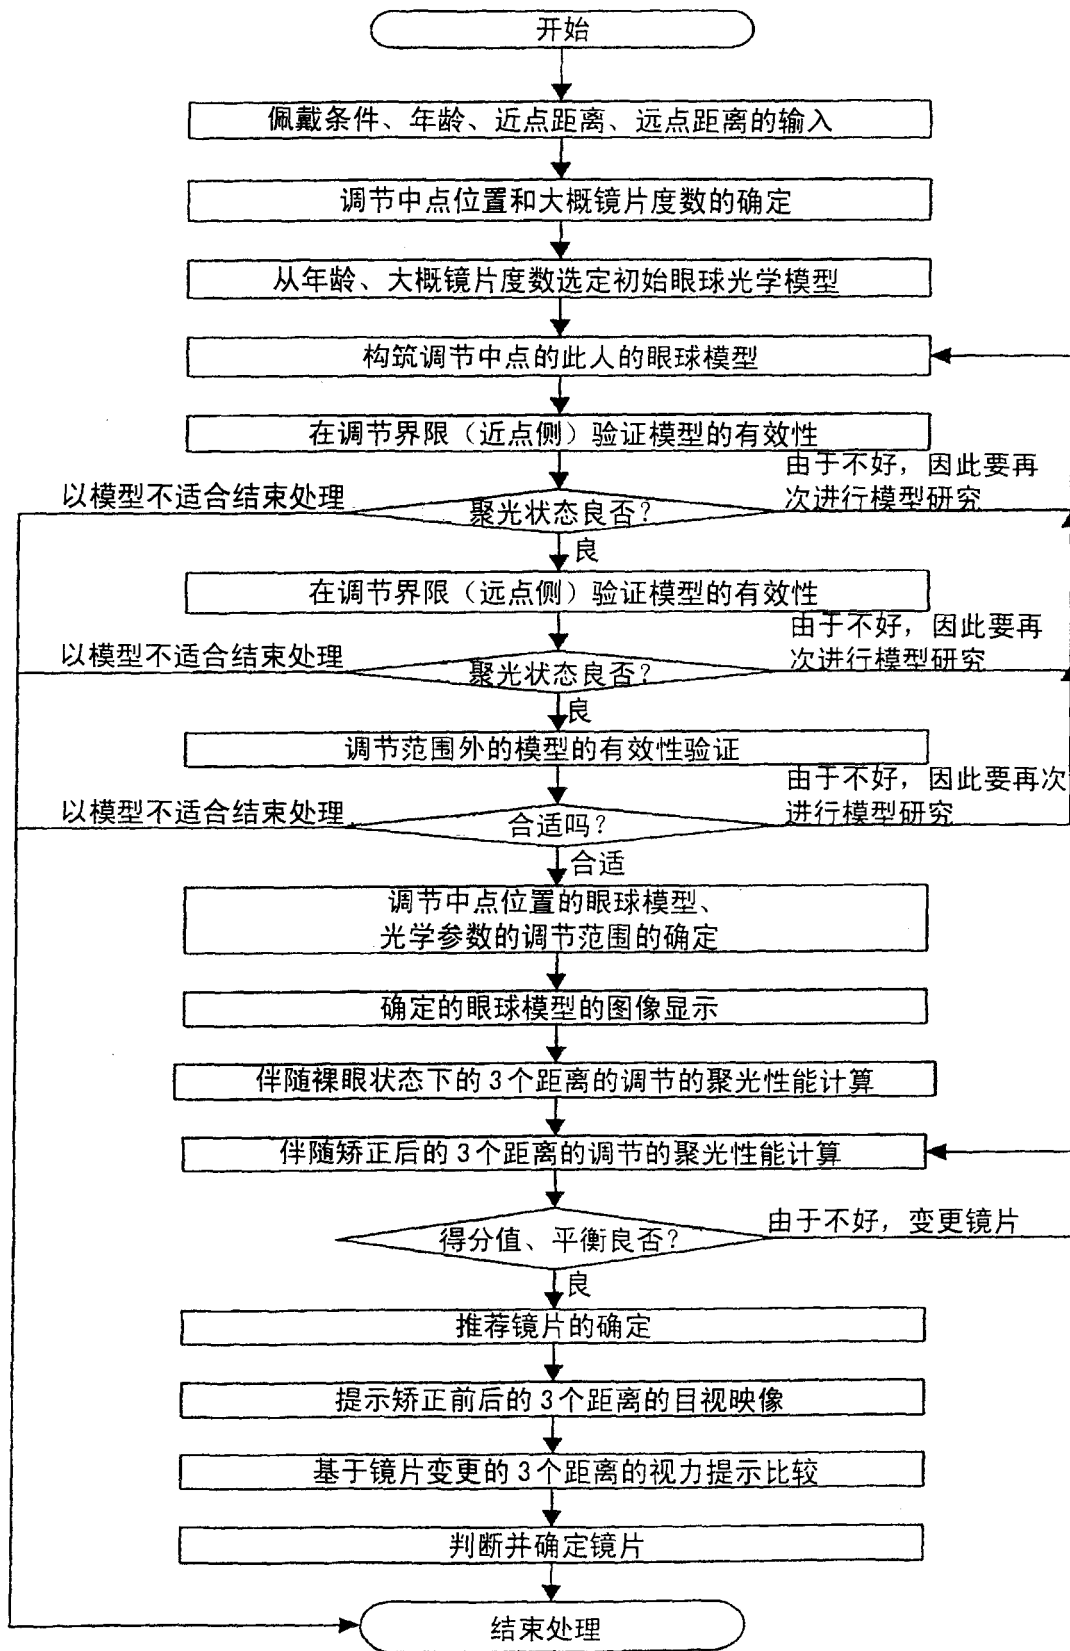 开始
佩戴条件、年龄、近点距离、远点距离的输入
调节中点位置和大概镜片度数的确定
从年龄、大概镜片度数选定初始眼球光学模型
构筑调节中点的此人的眼球模型
在调节界限（近点侧）验证模型的有效性
由于不好，因此要再
次进行模型研究
以模型不适合结束处理
聚光状态良否？
良
在调节界限（远点侧）验证模型的有效性
由于不好，因此要再
次进行模型研究
以模型不适合结束处理
聚光状态良否？
良
调节范围外的模型的有效性验证
由于不好，因此要再次
进行模型研究
以模型不适合结束处理
合适吗？
合适
调节中点位置的眼球模型、
光学参数的调节范围的确定
确定的眼球模型的图像显示
伴随裸眼状态下的3个距离的调节的聚光性能计算
伴随矫正后的3个距离的调节的聚光性能计算
得分值、平衡良否？
由于不好，变更镜片
良
推荐镜片的确定
提示矫正前后的3个距离的目视映像
基于镜片变更的3个距离的视力提示比较
判断并确定镜片
结束处理